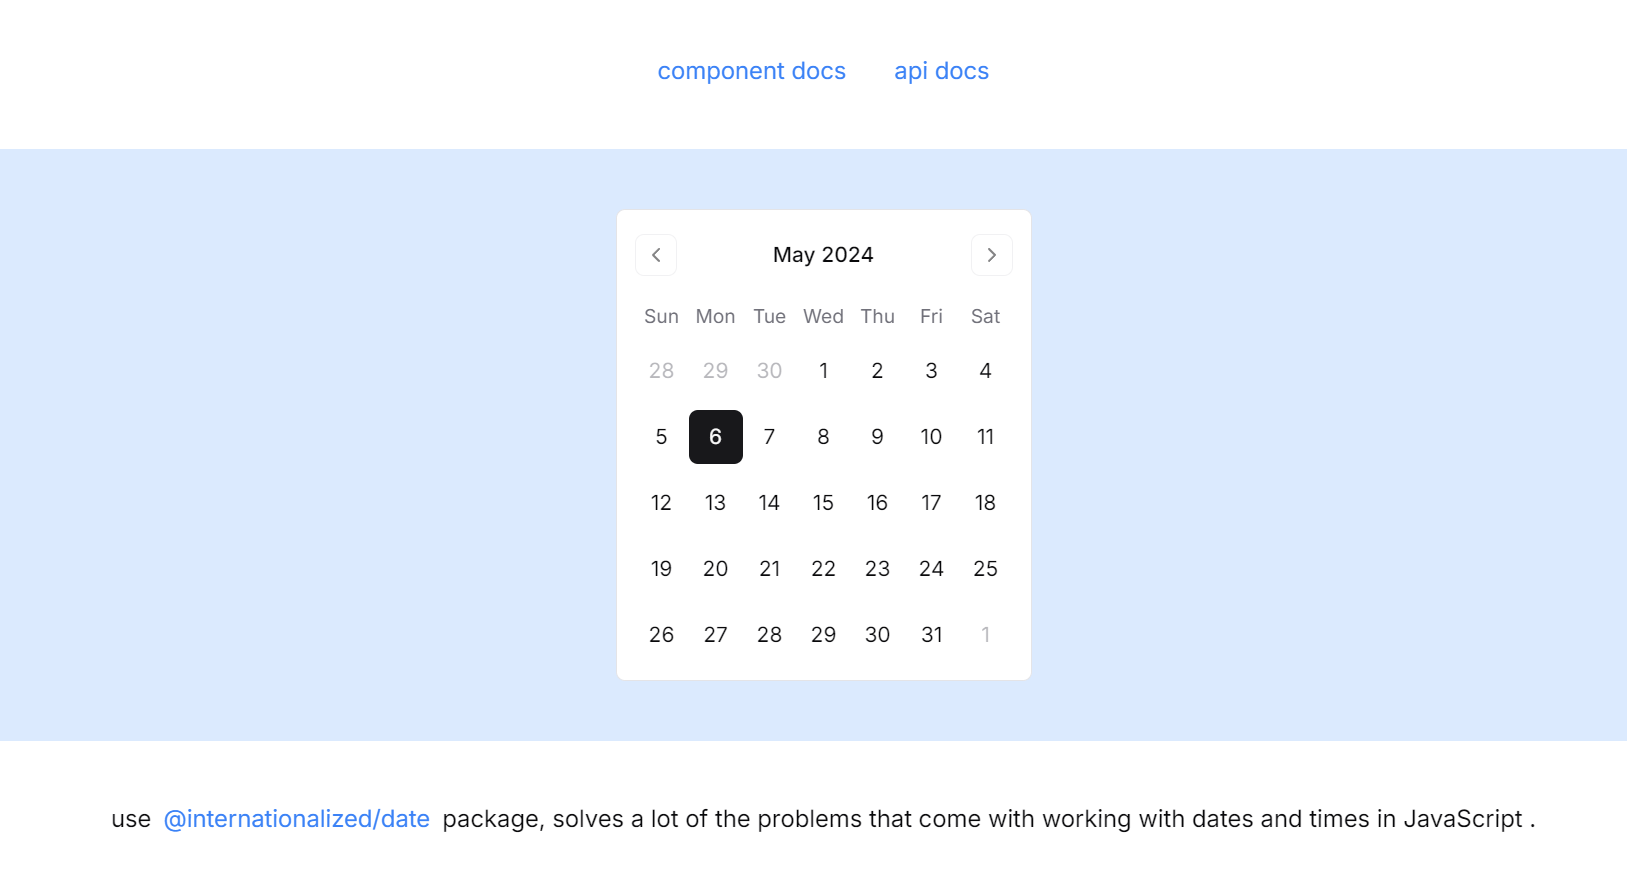 component docs api docs
May 2024
Sun Mon Tue Wed Thu Fri Sat
28 29 30 1 2 3 4
5 6 7 8 9 10 11
12 13 14 15 16 17 18
19 20 21 22 23 24 25
26 27 28 29 30 31 1
use @internationalized/date package, solves a lot of the problems that come with working with dates and times in JavaScript .